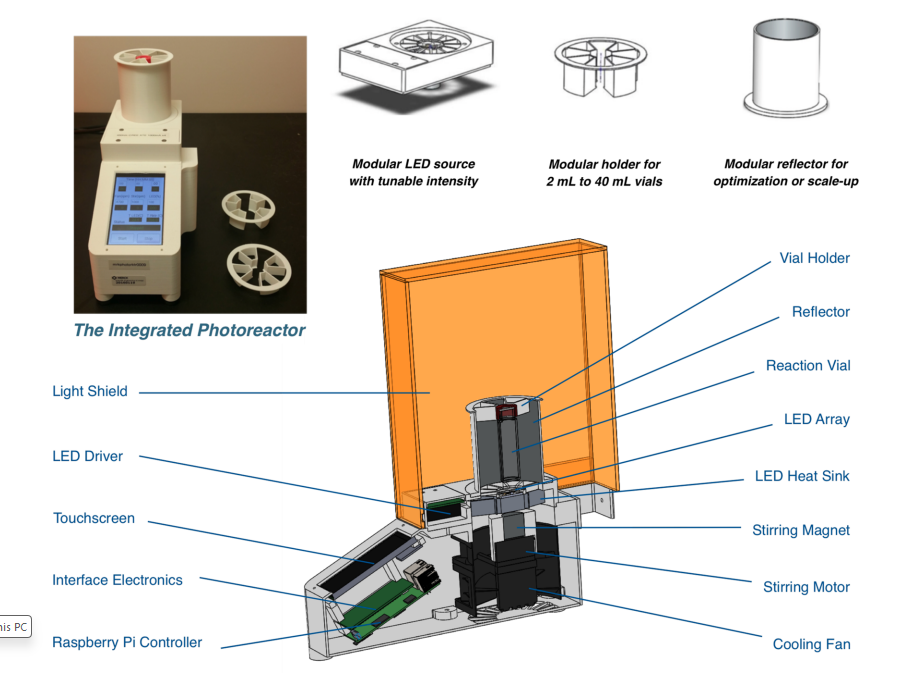 Modular LED source
with tunable intensity
Modular holder for
2 mL to 40 mL vials
Modular reflector for
optimization or scale-up
The Integrated Photoreactor
Vial Holder
Reflector
Reaction Vial
LED Array
LED Heat Sink
Stirring Magnet
Stirring Motor
Cooling Fan
Light Shield
LED Driver
Touchscreen
Interface Electronics
Raspberry Pi Controller
his PC